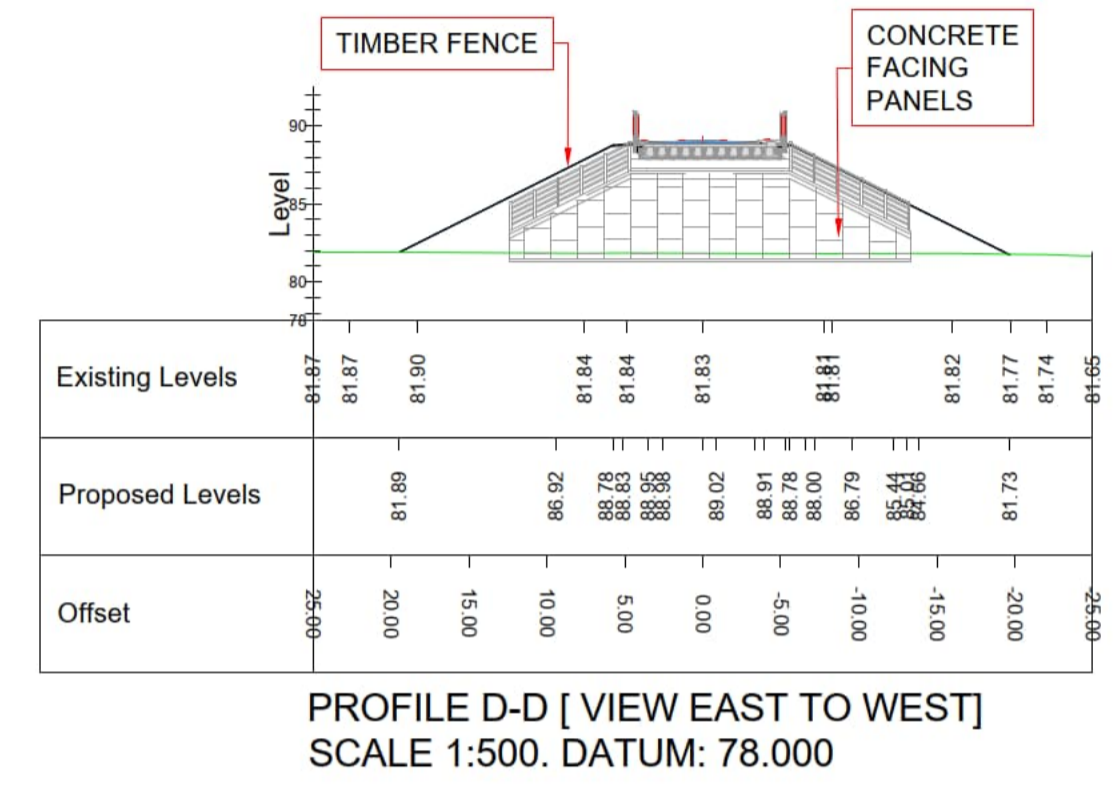 TIMBER FENCE
CONCRETE
FACING
PANELS
Level
90
85
80
78
Existing Levels
81.87 81.87 81.90 81.84 81.84 81.83 81.81 81.81 81.82 81.77 81.74 81.65
Proposed Levels
81.89 86.92 88.78 88.83 88.95 88.98 89.02 88.91 88.78 88.00 86.79 85.44 85.01 84.66 81.73
Offset
25.00 20.00 15.00 10.00 5.00 0.00 -5.00 -10.00 -15.00 -20.00 -25.00
PROFILE D-D [ VIEW EAST TO WEST]
SCALE 1:500. DATUM: 78.000